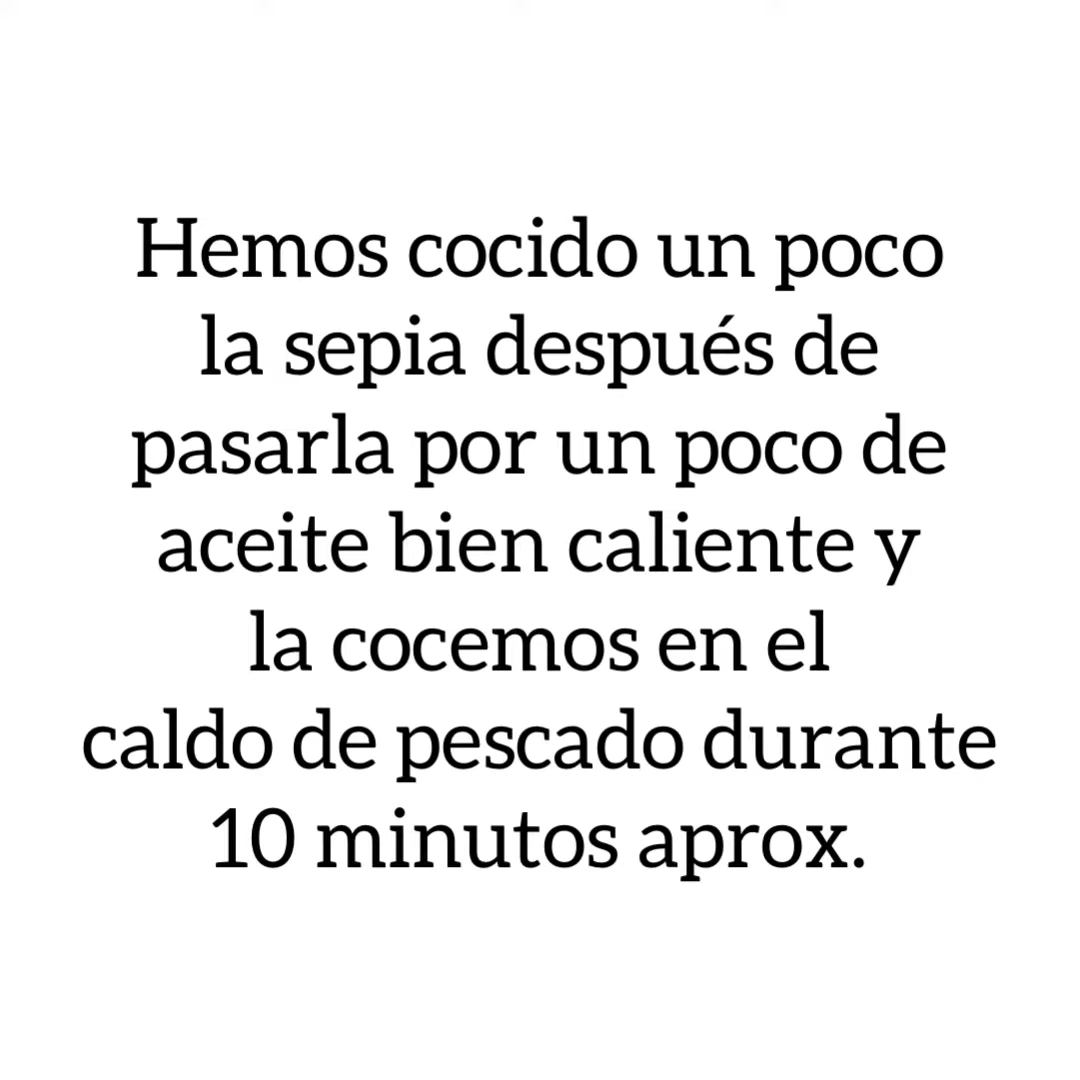 Hemos cocido un poco
la sepia después de
pasarla por un poco de
aceite bien caliente y
la cocemos en el
caldo de pescado durante
10 minutos aprox.